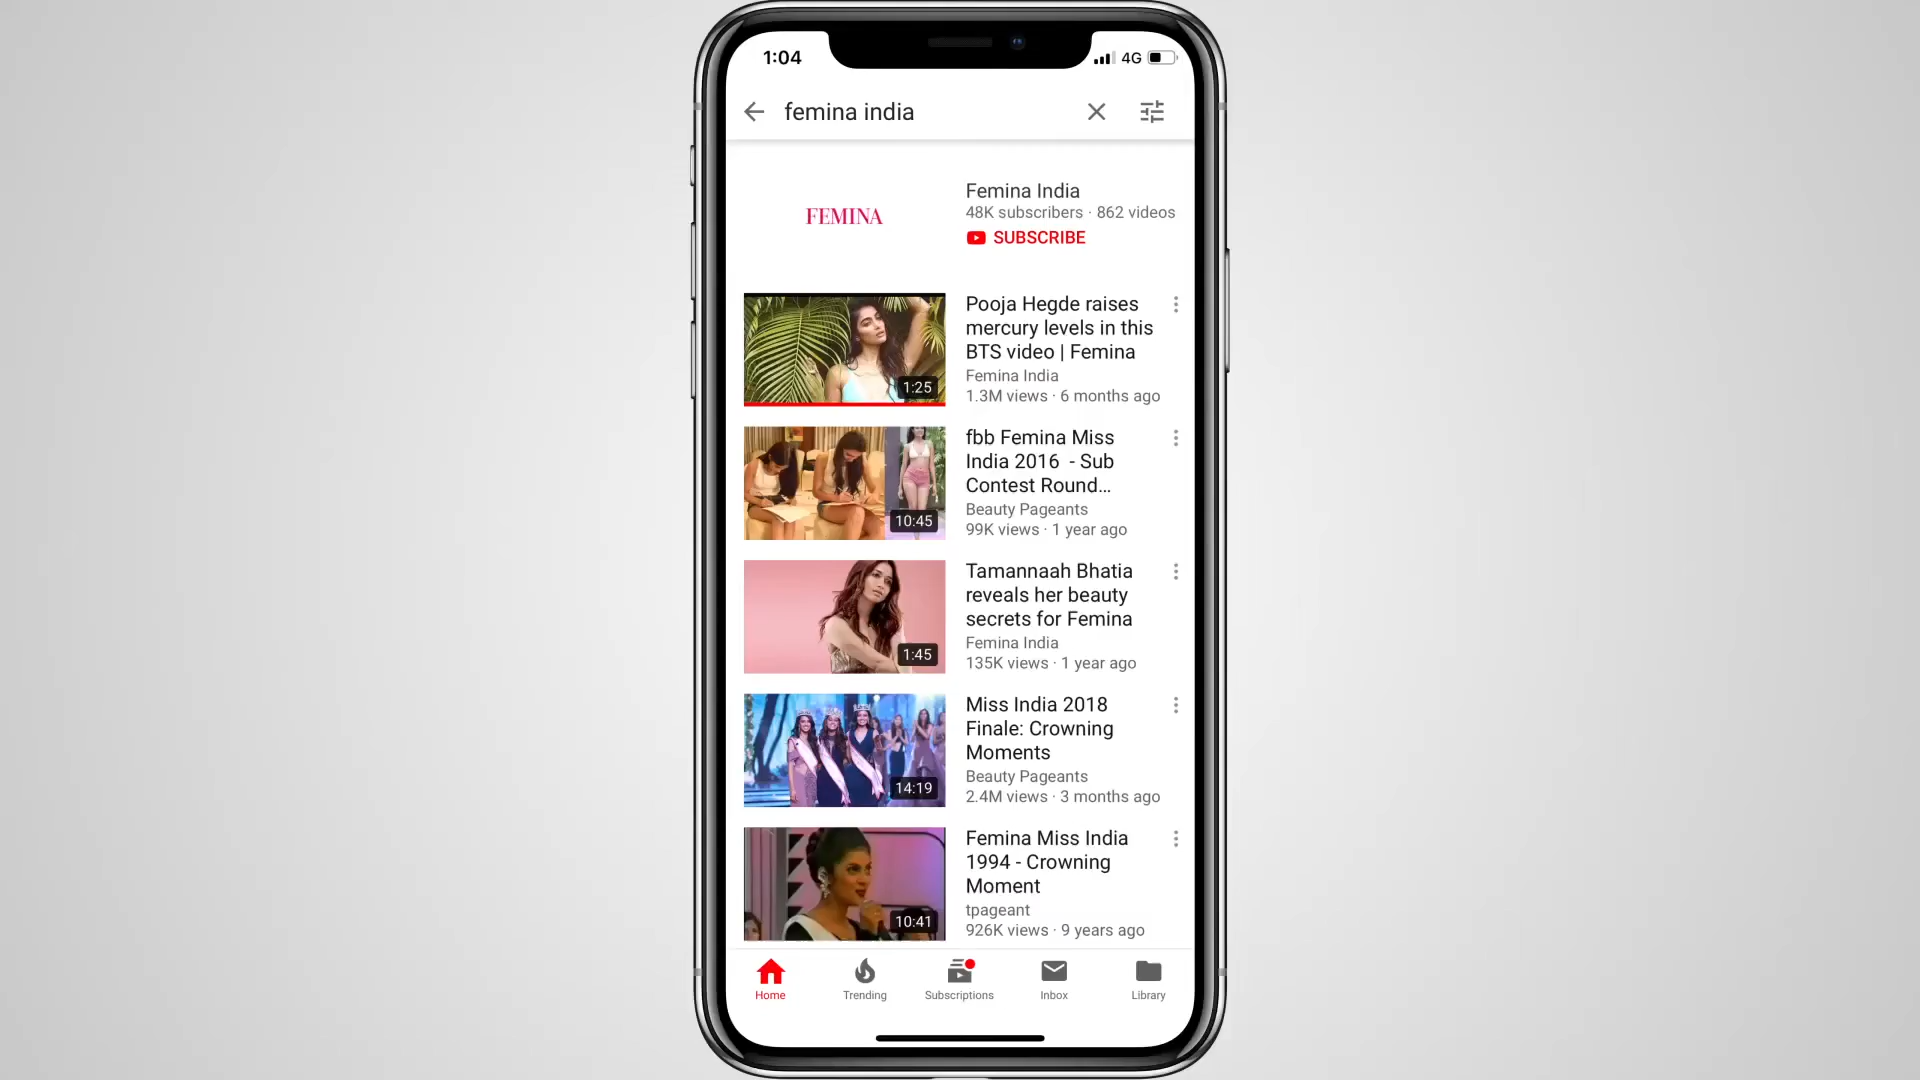 1:04
4G
femina india
FEMINA
Femina India
48K subscribers · 862 videos
SUBSCRIBE
1:25
Pooja Hegde raises
mercury levels in this
BTS video | Femina
Femina India
1.3M views · 6 months ago
10:45
fbb Femina Miss
India 2016 - Sub
Contest Round...
Beauty Pageants
99K views · 1 year ago
1:45
Tamannaah Bhatia
reveals her beauty
secrets for Femina
Femina India
135K views · 1 year ago
14:19
Miss India 2018
Finale: Crowning
Moments
Beauty Pageants
2.4M views · 3 months ago
10:41
Femina Miss India
1994 - Crowning
Moment
tpageant
926K views · 9 years ago
Home
Trending
Subscriptions
Inbox
Library